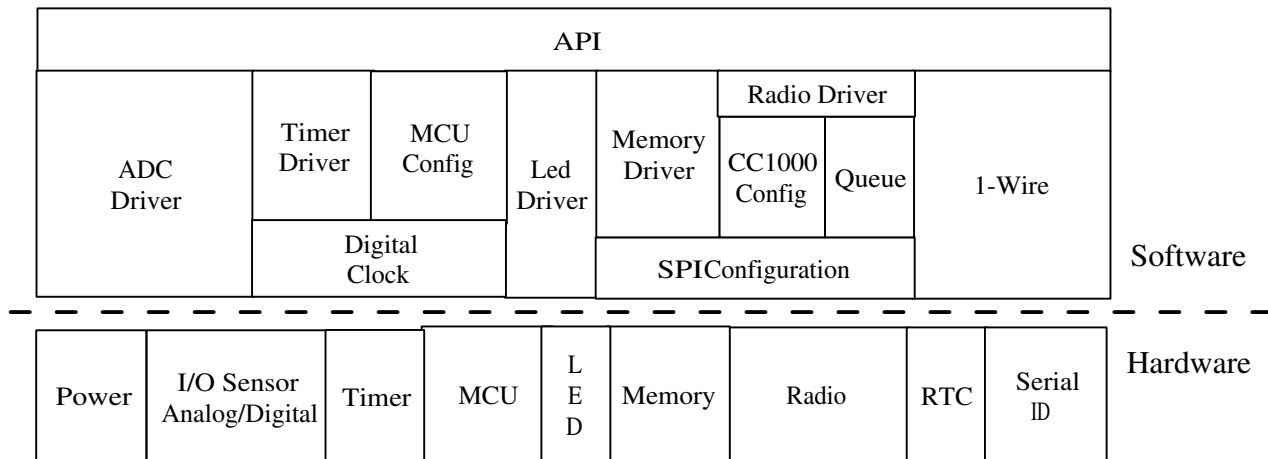 API
ADC
Driver
Timer
Driver
MCU
Config
Digital
Clock
Led
Driver
Memory
Driver
Radio Driver
CC1000
Config
Queue
SPIConfiguration
1-Wire
Software
Hardware
Power
I/O Sensor
Analog/Digital
Timer
MCU
L
E
D
Memory
Radio
RTC
Serial
ID